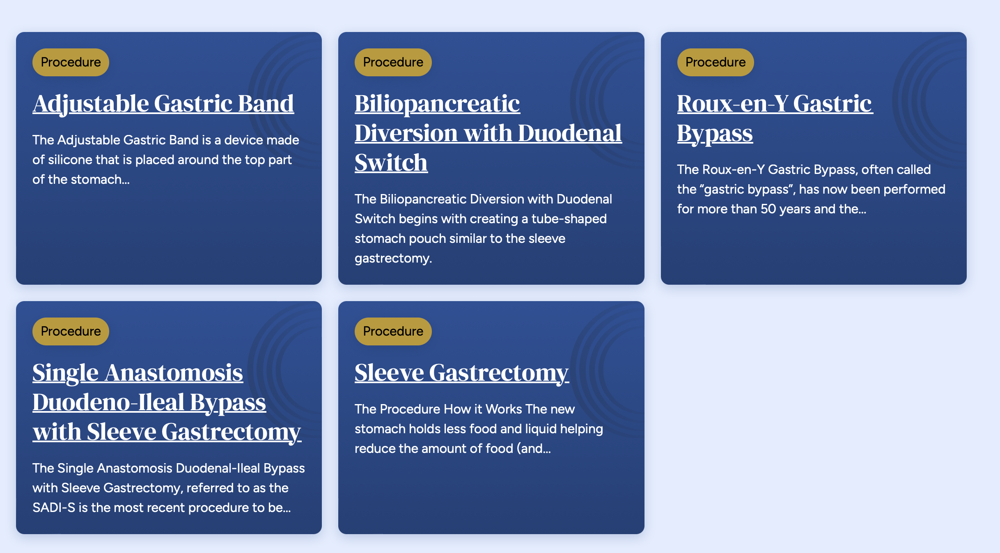 Procedure
Adjustable Gastric Band
The Adjustable Gastric Band is a device made
of silicone that is placed around the top part
of the stomach...
Procedure
Biliopancreatic
Diversion with Duodenal
Switch
The Biliopancreatic Diversion with Duodenal
Switch begins with creating a tube-shaped
stomach pouch similar to the sleeve
gastrectomy.
Procedure
Roux-en-Y Gastric
Bypass
The Roux-en-Y Gastric Bypass, often called
the “gastric bypass”, has now been performed
for more than 50 years and the...
Procedure
Single Anastomosis
Duodeno-Ileal Bypass
with Sleeve Gastrectomy
The Single Anastomosis Duodenal-Ileal Bypass
with Sleeve Gastrectomy, referred to as the
SADI-S is the most recent procedure to be...
Procedure
Sleeve Gastrectomy
The Procedure How it Works The new
stomach holds less food and liquid helping
reduce the amount of food (and...